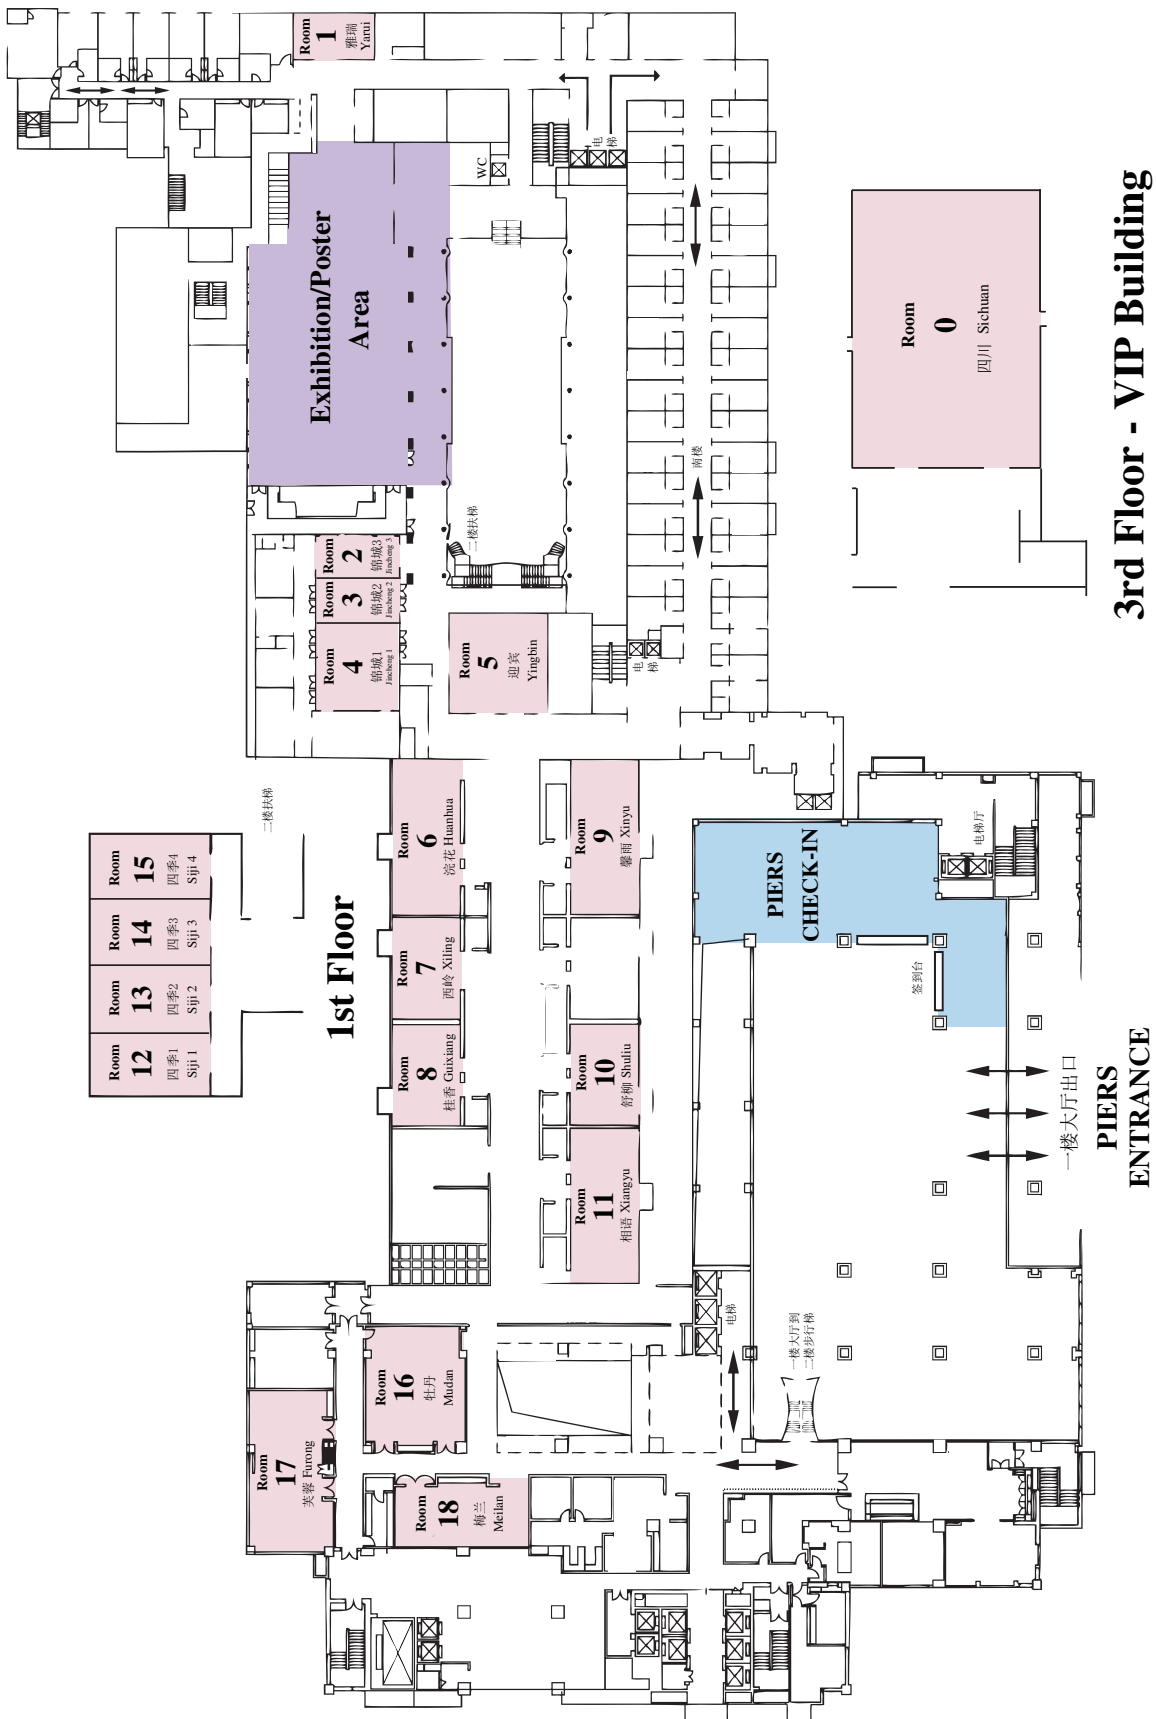 Room
1
雅瑞
Yarui
Exhibition/Poster
Area
WC
电梯
南楼
二楼扶梯
Room
2
锦城3
Jincheng 3
Room
3
锦城2
Jincheng 2
Room
4
锦城1
Jincheng 1
Room
5
迎宾
Yingbin
电梯
Room
0
四川 Sichuan
3rd Floor - VIP Building
二楼扶梯
Room
15
四季4
Siji 4
Room
14
四季3
Siji 3
Room
13
四季2
Siji 2
Room
12
四季1
Siji 1
1st Floor
Room
6
浣花 Huanhua
Room
7
西岭 Xiling
Room
8
桂香 Guixiang
Room
9
馨雨 Xinyu
Room
10
舒柳 Shuliu
Room
11
相语 Xiangyu
PIERS
CHECK-IN
电梯厅
签到台
一楼大厅出口
PIERS
ENTRANCE
电梯
一楼大厅到
二楼步行梯
Room
16
牡丹
Mudan
Room
17
芙蓉 Furong
Room
18
梅兰
Meilan